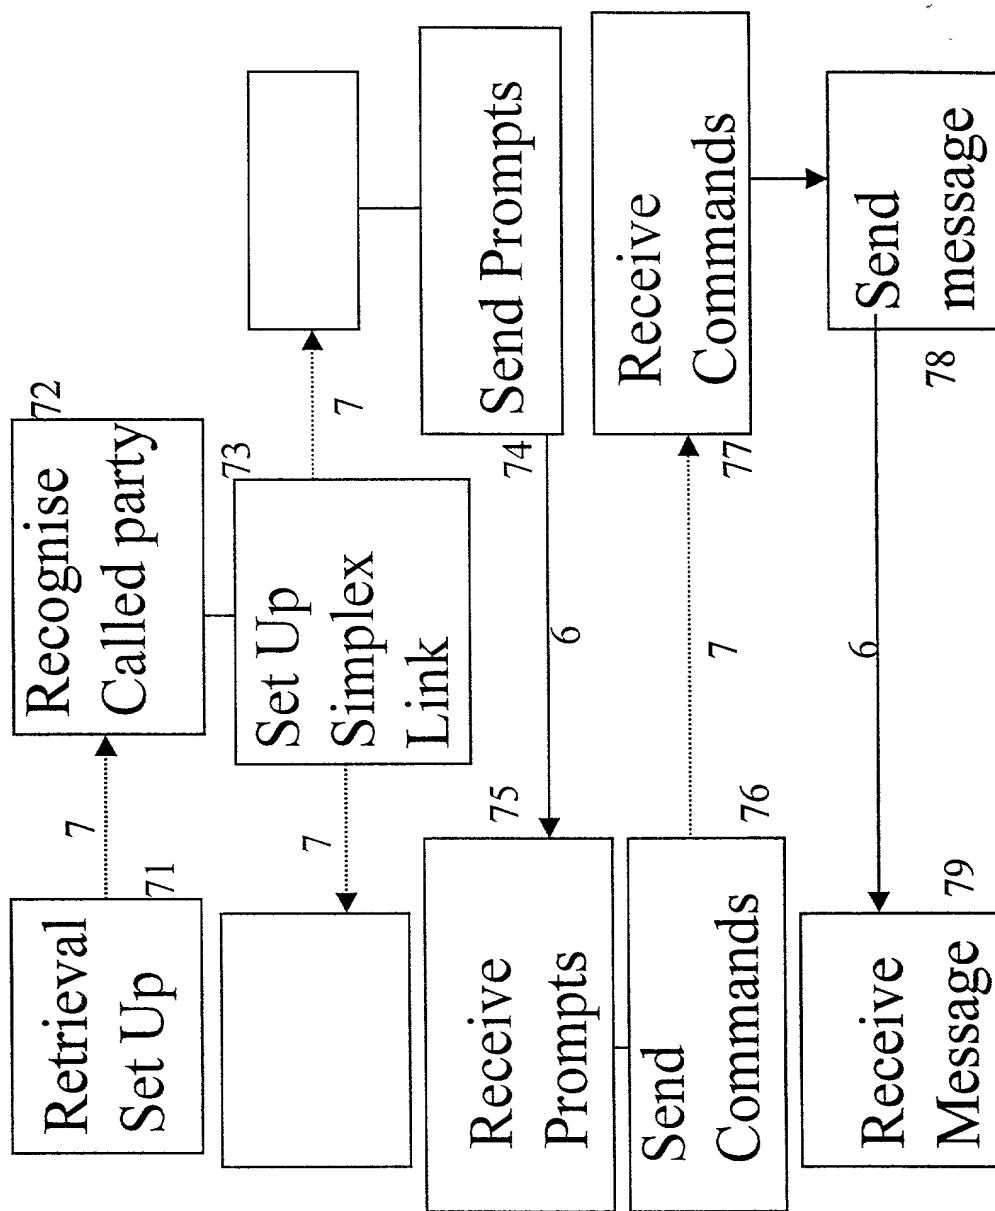 Retrieval
Set Up
71
7
Recognise
Called party
72
73
Set Up
Simplex
Link
7
7
Send Prompts
74
6
75
Receive
Prompts
Send
Commands
76
7
Receive
Commands
77
Send
message
78
6
Receive
Message
79